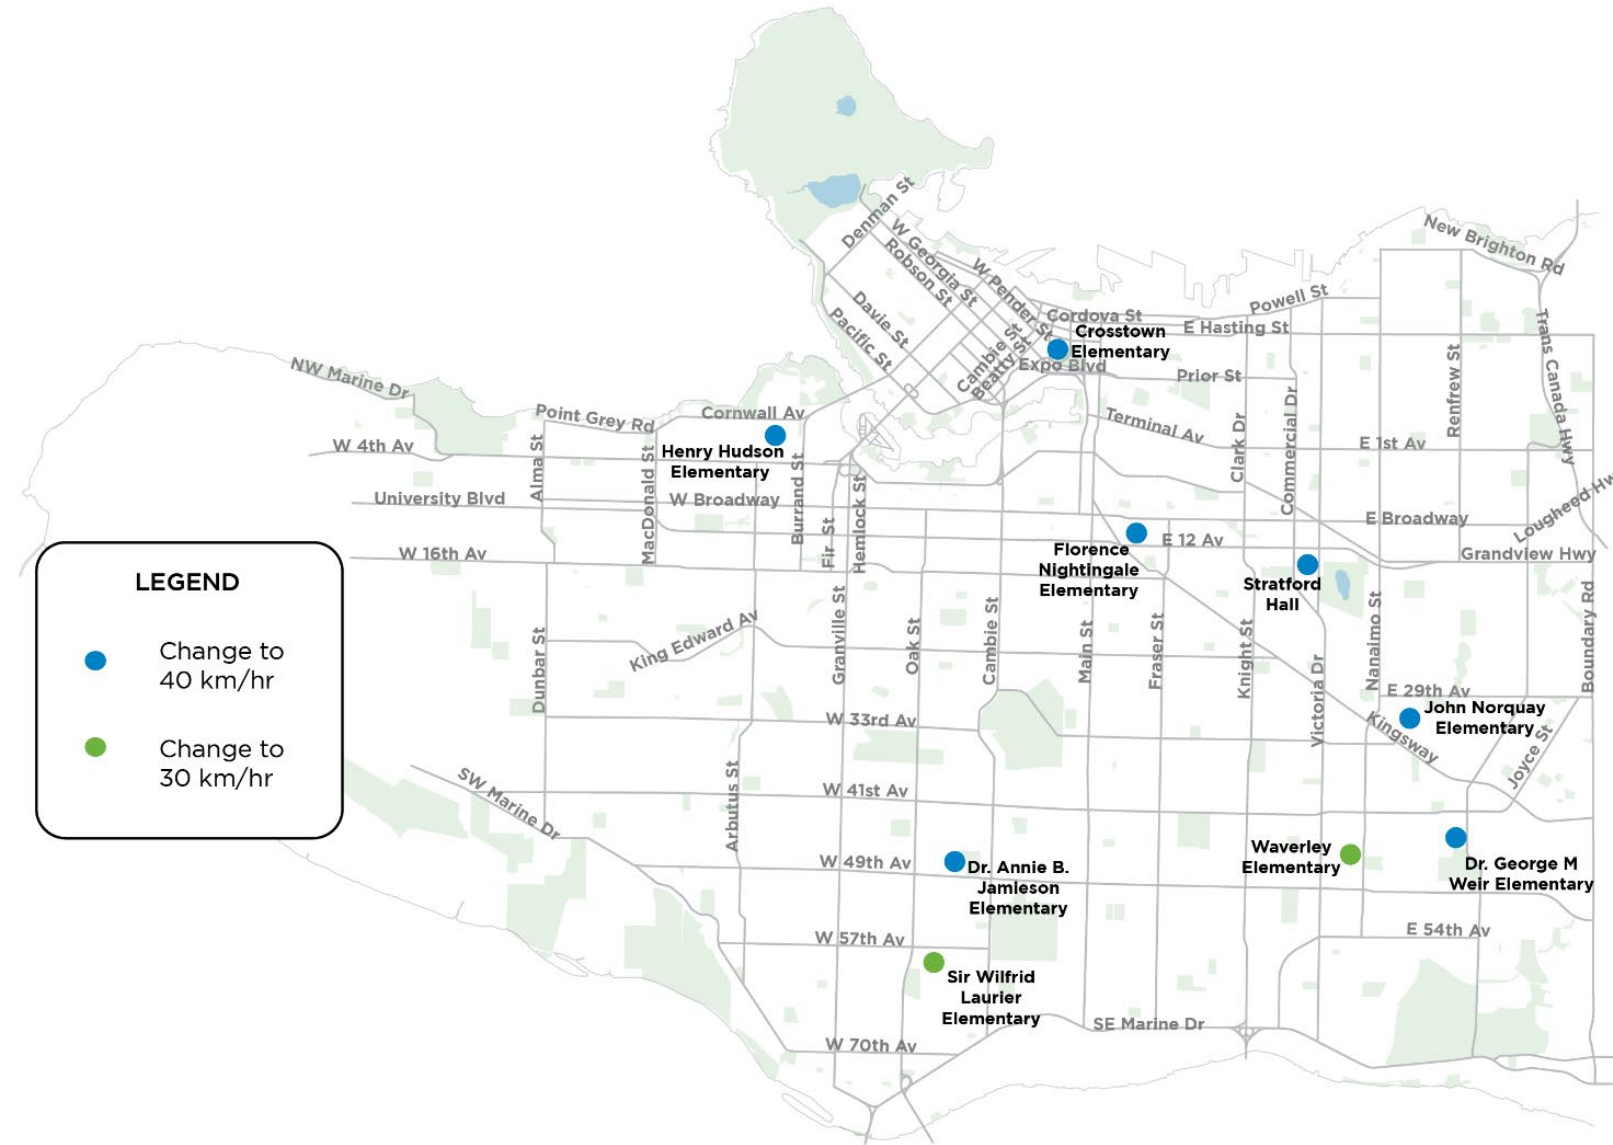 Denman St
W Georgia St
Robson St
W Pender St
Davie St
Pacific St
New Brighton Rd
Powell St
Cordova St
E Hasting St
Crosstown
Elementary
Cambie St
Beatty St
Expo Blvd
Prior St
Trans Canada Hwy
Renfrew St
NW Marine Dr
Point Grey Rd
Cornwall Av
Terminal Av
Clark Dr
Commercial Dr
E 1st Av
W 4th Av
Alma St
MacDonald St
Henry Hudson
Elementary
Burrand St
University Blvd
W Broadway
Fir St
Hemlock St
E Broadway
Lougheed Hw
W 16th Av
Florence
Nightingale
Elementary
E 12 Av
Grandview Hwy
Stratford
Hall
LEGEND
Change to
40 km/hr
Change to
30 km/hr
Dunbar St
King Edward Av
Granville St
Oak St
Cambie St
Main St
Fraser St
Knight St
Victoria Dr
Nanaimo St
Boundary Rd
E 29th Av
John Norquay
Elementary
Kingsway
Joyce St
W 33rd Av
SW Marine Dr
Arbutus St
W 41st Av
W 49th Av
Dr. Annie B.
Jamieson
Elementary
Waverley
Elementary
Dr. George M
Weir Elementary
W 57th Av
E 54th Av
Sir Wilfrid
Laurier
Elementary
SE Marine Dr
W 70th Av